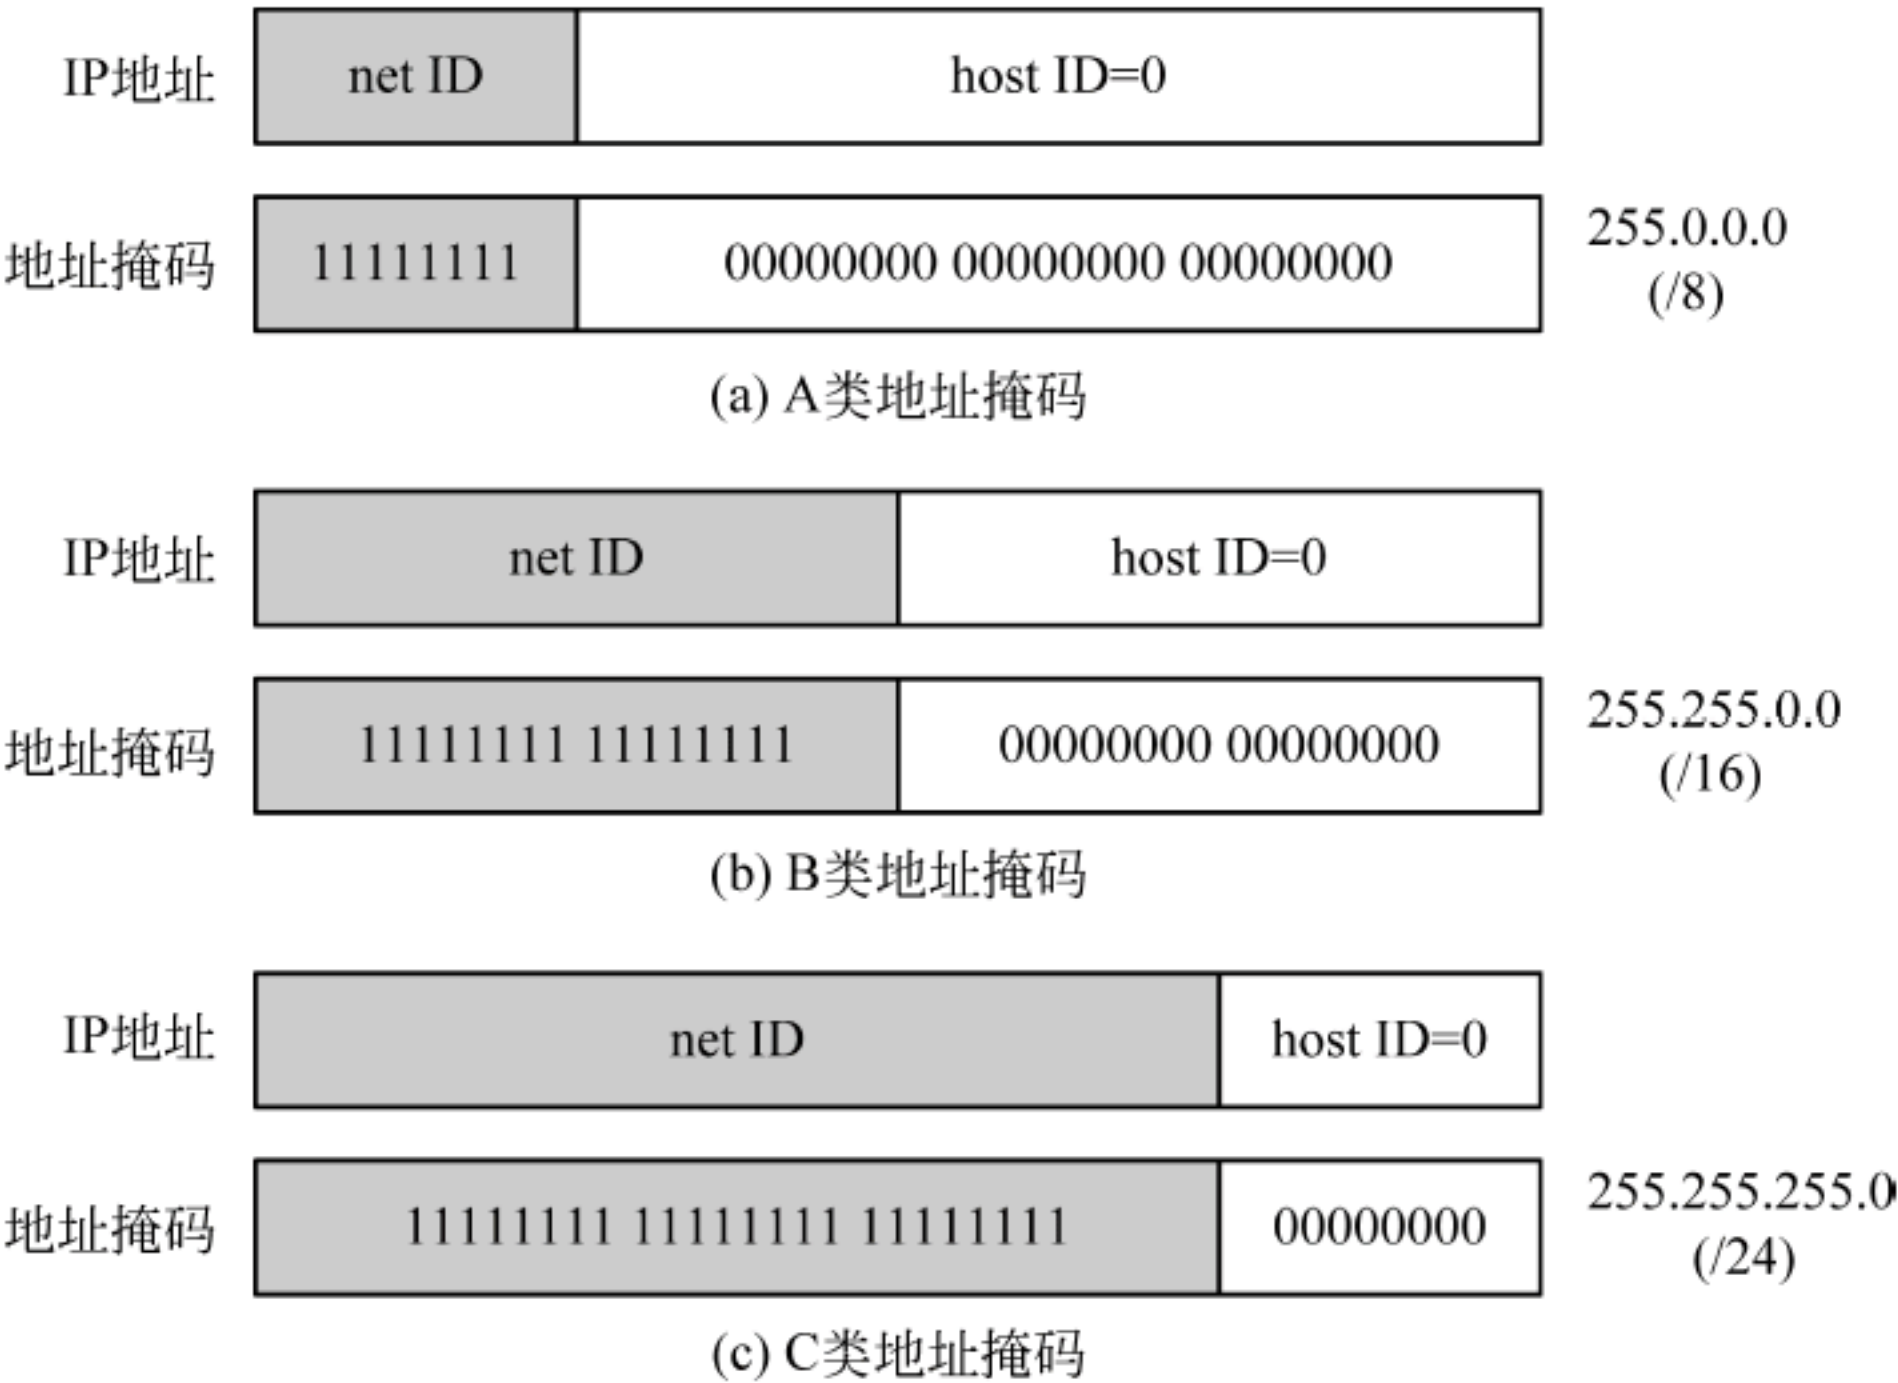 IP地址 net ID host ID=0
地址掩码 11111111 00000000 00000000 00000000 255.0.0.0
(/8)
(a) A类地址掩码
IP地址 net ID host ID=0
地址掩码 11111111 11111111 00000000 00000000 255.255.0.0
(/16)
(b) B类地址掩码
IP地址 net ID host ID=0
地址掩码 11111111 11111111 11111111 00000000 255.255.255.0
(/24)
(c) C类地址掩码